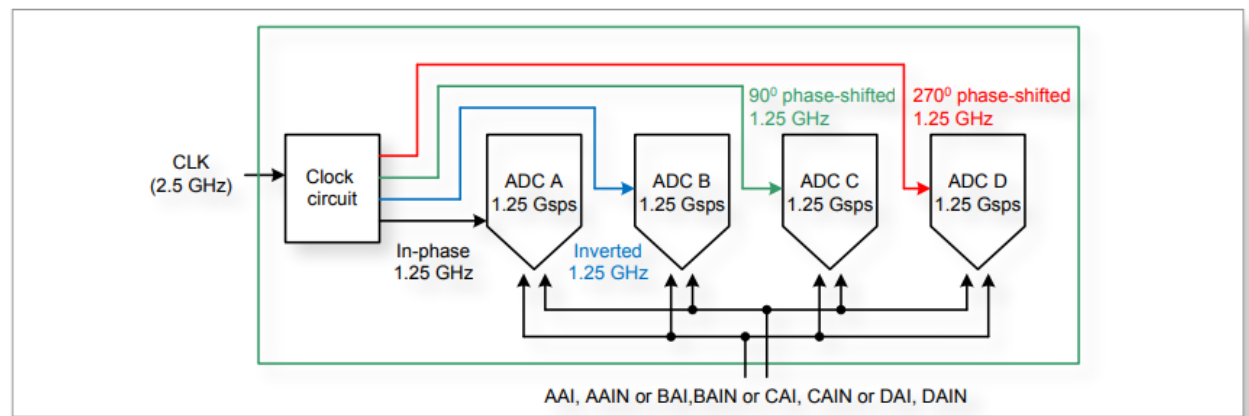 90⁰ phase-shifted
1.25 GHz
270⁰ phase-shifted
1.25 GHz
CLK
(2.5 GHz)
Clock
circuit
ADC A
1.25 Gsps
ADC B
1.25 Gsps
ADC C
1.25 Gsps
ADC D
1.25 Gsps
In-phase
1.25 GHz
Inverted
1.25 GHz
AAI, AAIN or BAI,BAIN or CAI, CAIN or DAI, DAIN